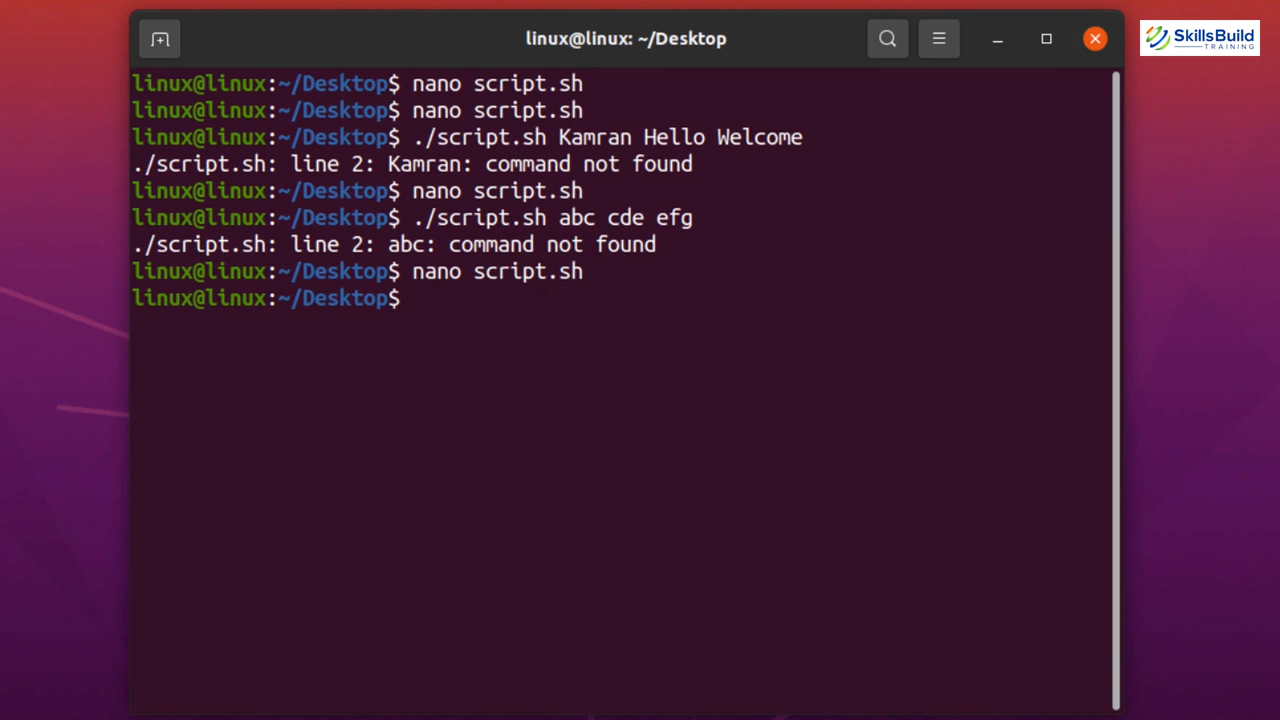 linux@linux: ~/Desktop
SkillsBuild
TRAINING
linux@linux:~/Desktop$ nano script.sh
linux@linux:~/Desktop$ nano script.sh
linux@linux:~/Desktop$ ./script.sh Kamran Hello Welcome
./script.sh: line 2: Kamran: command not found
linux@linux:~/Desktop$ nano script.sh
linux@linux:~/Desktop$ ./script.sh abc cde efg
./script.sh: line 2: abc: command not found
linux@linux:~/Desktop$ nano script.sh
linux@linux:~/Desktop$